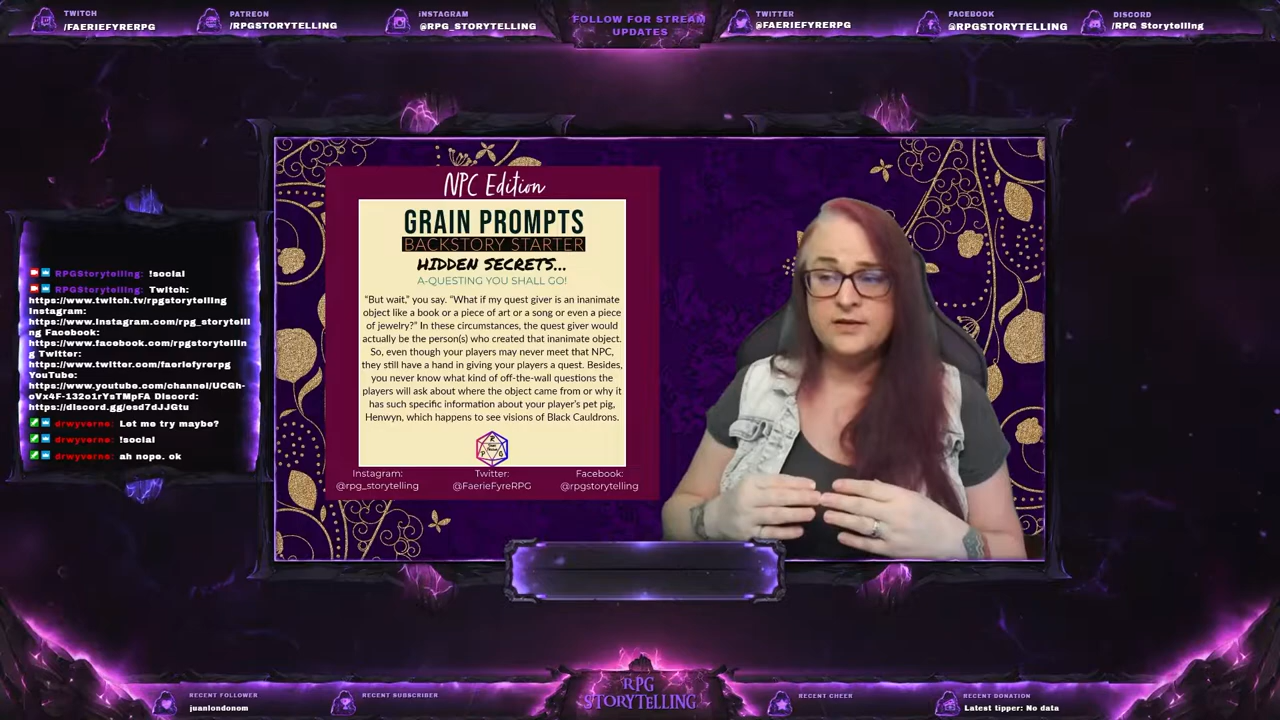 TWITCH
/FAERIEFYRERPG
PATREON
/RPGSTORYTELLING
INSTAGRAM
@RPG_STORYTELLING
FOLLOW FOR STREAM
UPDATES
TWITTER
@FAERIEFYRERPG
FACEBOOK
@RPGSTORYTELLING
DISCORD
/RPG Storytelling
NPC Edition
GRAIN PROMPTS
BACKSTORY STARTER
HIDDEN SECRETS...
A-QUESTING YOU SHALL GO!
"But wait," you say. "What if my quest giver is an inanimate
object like a book or a piece of art or a song or even a piece
of jewelry?" In these circumstances, the quest giver would
actually be the person(s) who created that inanimate object.
So, even though your players may never meet that NPC,
they still have a hand in giving your players a quest. Besides,
you never know what kind of off-the-wall questions the
players will ask about where the object came from or why it
has such specific information about your player's pet pig,
Henwyn, which happens to see visions of Black Cauldrons.
R
P
G
Instagram:
@rpg_storytelling
Twitter:
@FaerieFyreRPG
Facebook:
@rpgstorytelling
RPGStorytelling: !social
RPGStorytelling: Twitch:
https://www.twitch.tv/rpgstorytelling
Instagram:
https://www.instagram.com/rpg_storytelli
ng Facebook:
https://www.facebook.com/rpgstorytellin
g Twitter:
https://www.twitter.com/faeriefyrerpg
YouTube:
https://www.youtube.com/channel/UCGh-
oVx4F-132o1rYsTMpFA Discord:
https://discord.gg/esd7dJJGtu
drwyverne: Let me try maybe?
drwyverne: !social
drwyverne: ah nope. ok
RECENT FOLLOWER
juanlondonom
RECENT SUBSCRIBER
RPG
STORYTELLING
RECENT CHEER
RECENT DONATION
Latest tipper: No data